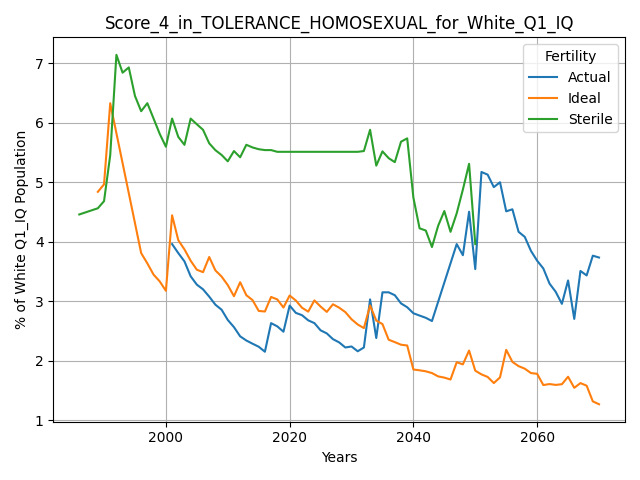 Score_4_in_TOLERANCE_HOMOSEXUAL_for_White_Q1_IQ
Fertility
Actual
Ideal
Sterile
% of White Q1_IQ Population
7
6
5
4
3
2
1
2000 2020 2040 2060
Years